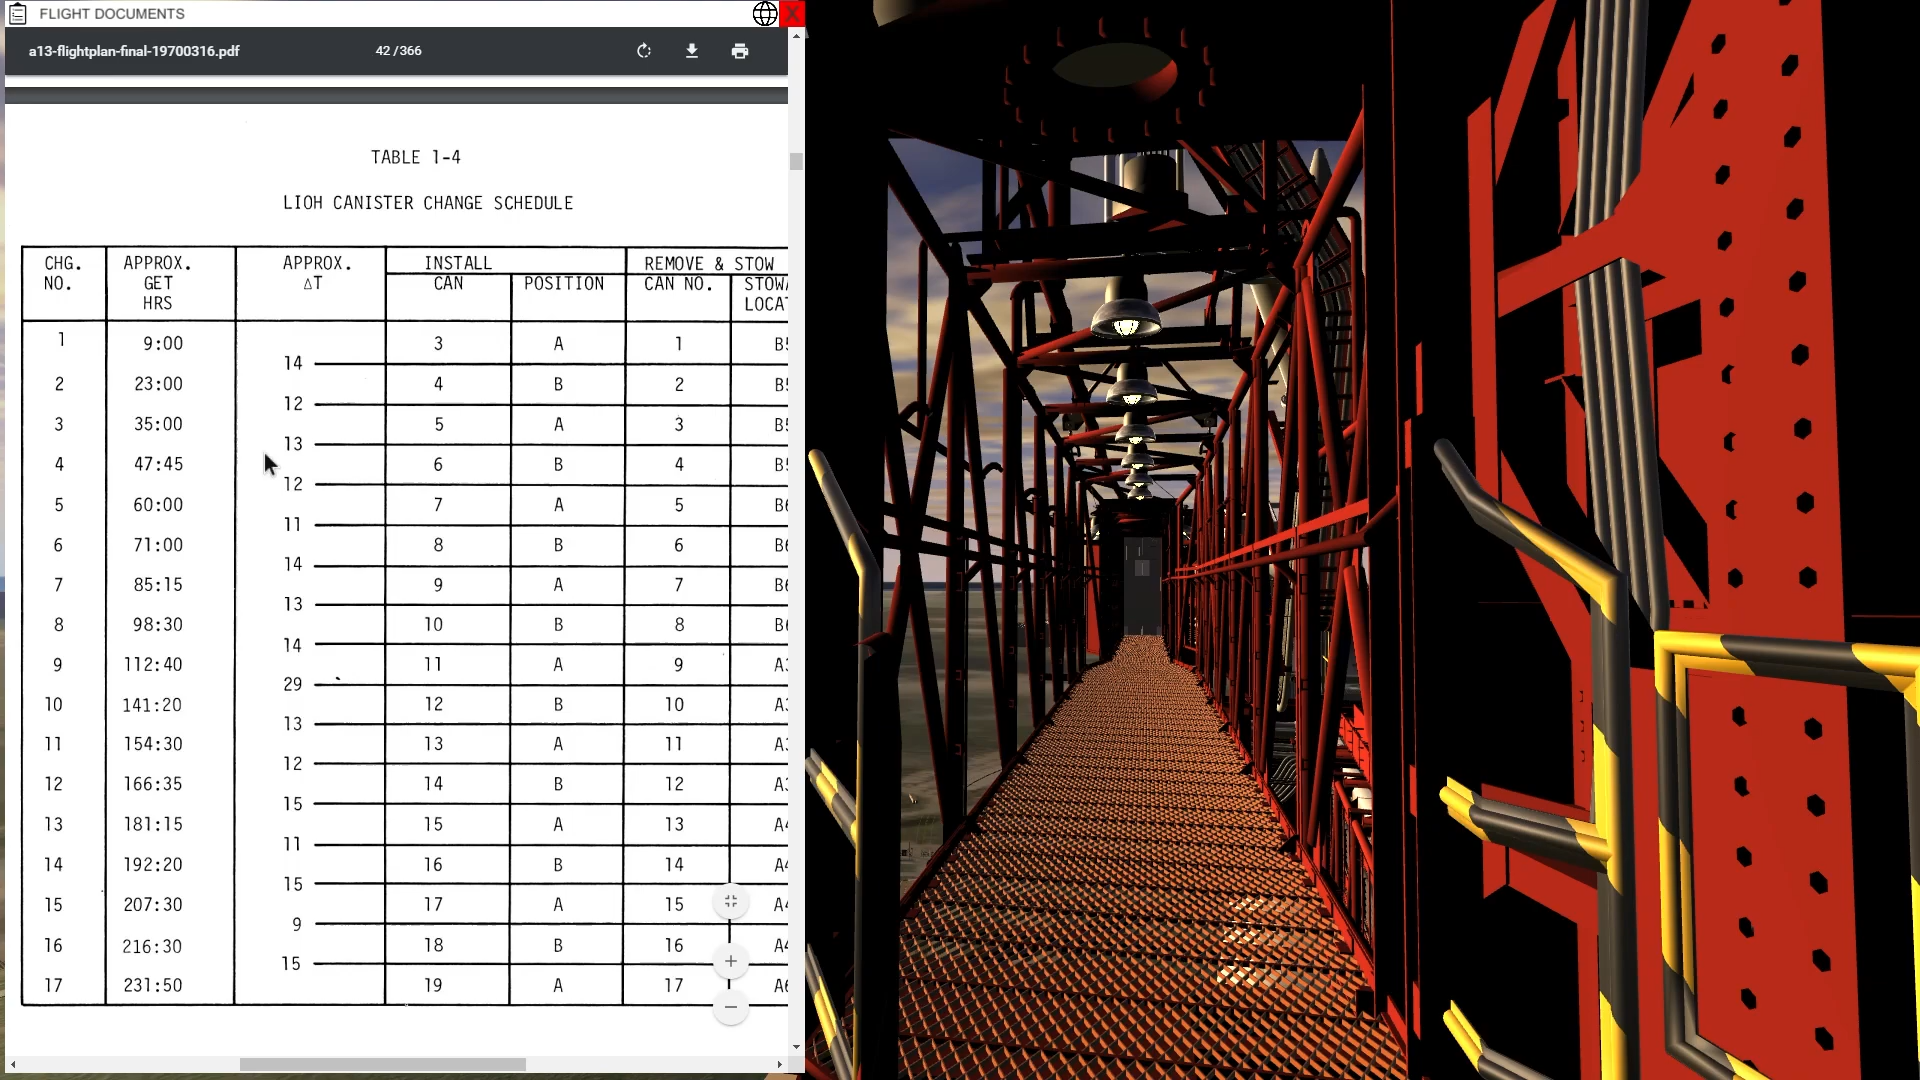 FLIGHT DOCUMENTS
X
a13-flightplan-final-19700316.pdf 42 / 366
TABLE 1-4
LIOH CANISTER CHANGE SCHEDULE
CHG. NO. APPROX. GET HRS APPROX. ΔT INSTALL REMOVE & STOW
CAN POSITION CAN NO.
1 9:00 3 A 1
14
2 23:00 4 B 2
12
3 35:00 5 A 3
13
4 47:45 6 B 4
12
5 60:00 7 A 5
11
6 71:00 8 B 6
14
7 85:15 9 A 7
13
8 98:30 10 B 8
14
9 112:40 11 A 9
29
10 141:20 12 B 10
13
11 154:30 13 A 11
12
12 166:35 14 B 12
15
13 181:15 15 A 13
11
14 192:20 16 B 14
15
15 207:30 17 A 15
9
16 216:30 18 B 16
15
17 231:50 19 A 17